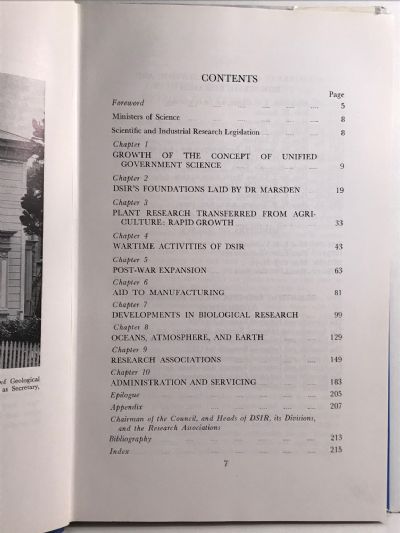 CONTENTS
Page
Foreword .... .... .... .... 5
Ministers of Science .... .... .... 8
Scientific and Industrial Research Legislation .... .... 8
Chapter 1
GROWTH OF THE CONCEPT OF UNIFIED
GOVERNMENT SCIENCE .... .... .... 9
Chapter 2
DSIR'S FOUNDATIONS LAID BY DR MARSDEN .... 19
Chapter 3
PLANT RESEARCH TRANSFERRED FROM AGRI-
CULTURE: RAPID GROWTH .... .... 33
Chapter 4
WARTIME ACTIVITIES OF DSIR .... .... 43
Chapter 5
POST-WAR EXPANSION .... .... .... 63
Chapter 6
AID TO MANUFACTURING .... .... .... 81
Chapter 7
DEVELOPMENTS IN BIOLOGICAL RESEARCH .... 99
Chapter 8
OCEANS, ATMOSPHERE, AND EARTH .... .... 129
Chapter 9
RESEARCH ASSOCIATIONS .... .... .... 149
Chapter 10
ADMINISTRATION AND SERVICING .... .... 183
Epilogue .... .... .... .... 205
Appendix .... .... .... .... 207
Chairman of the Council, and Heads of DSIR, its Divisions,
and the Research Associations
Bibliography .... .... .... .... 213
Index .... .... .... .... 215
7
Geological
as Secretary,